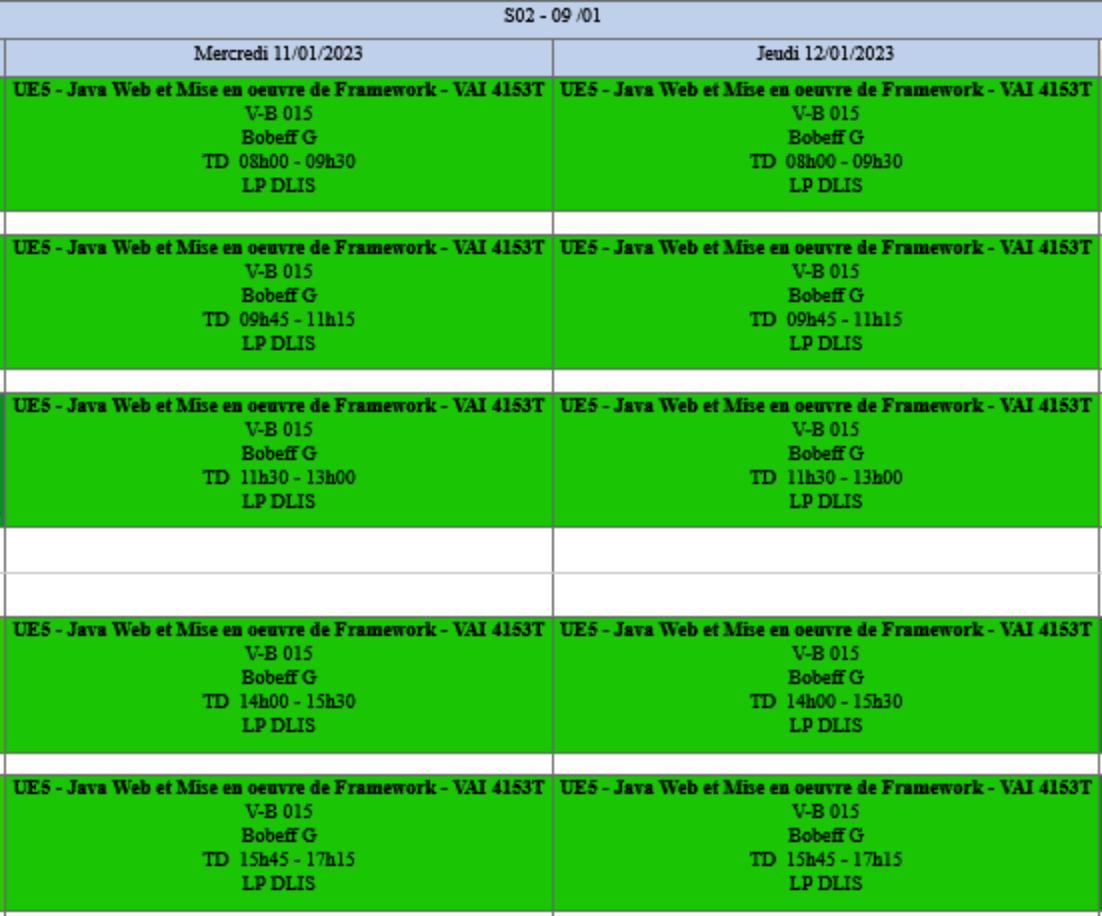 S02 - 09 /01
Mercredi 11/01/2023
Jeudi 12/01/2023
UE5 - Java Web et Mise en oeuvre de Framework - VAI 4153T
V-B 015
Bobeff G
TD 08h00 - 09h30
LP DLIS
UE5 - Java Web et Mise en oeuvre de Framework - VAI 4153T
V-B 015
Bobeff G
TD 08h00 - 09h30
LP DLIS
UE5 - Java Web et Mise en oeuvre de Framework - VAI 4153T
V-B 015
Bobeff G
TD 09h45 - 11h15
LP DLIS
UE5 - Java Web et Mise en oeuvre de Framework - VAI 4153T
V-B 015
Bobeff G
TD 09h45 - 11h15
LP DLIS
UE5 - Java Web et Mise en oeuvre de Framework - VAI 4153T
V-B 015
Bobeff G
TD 11h30 - 13h00
LP DLIS
UE5 - Java Web et Mise en oeuvre de Framework - VAI 4153T
V-B 015
Bobeff G
TD 11h30 - 13h00
LP DLIS
UE5 - Java Web et Mise en oeuvre de Framework - VAI 4153T
V-B 015
Bobeff G
TD 14h00 - 15h30
LP DLIS
UE5 - Java Web et Mise en oeuvre de Framework - VAI 4153T
V-B 015
Bobeff G
TD 14h00 - 15h30
LP DLIS
UE5 - Java Web et Mise en oeuvre de Framework - VAI 4153T
V-B 015
Bobeff G
TD 15h45 - 17h15
LP DLIS
UE5 - Java Web et Mise en oeuvre de Framework - VAI 4153T
V-B 015
Bobeff G
TD 15h45 - 17h15
LP DLIS